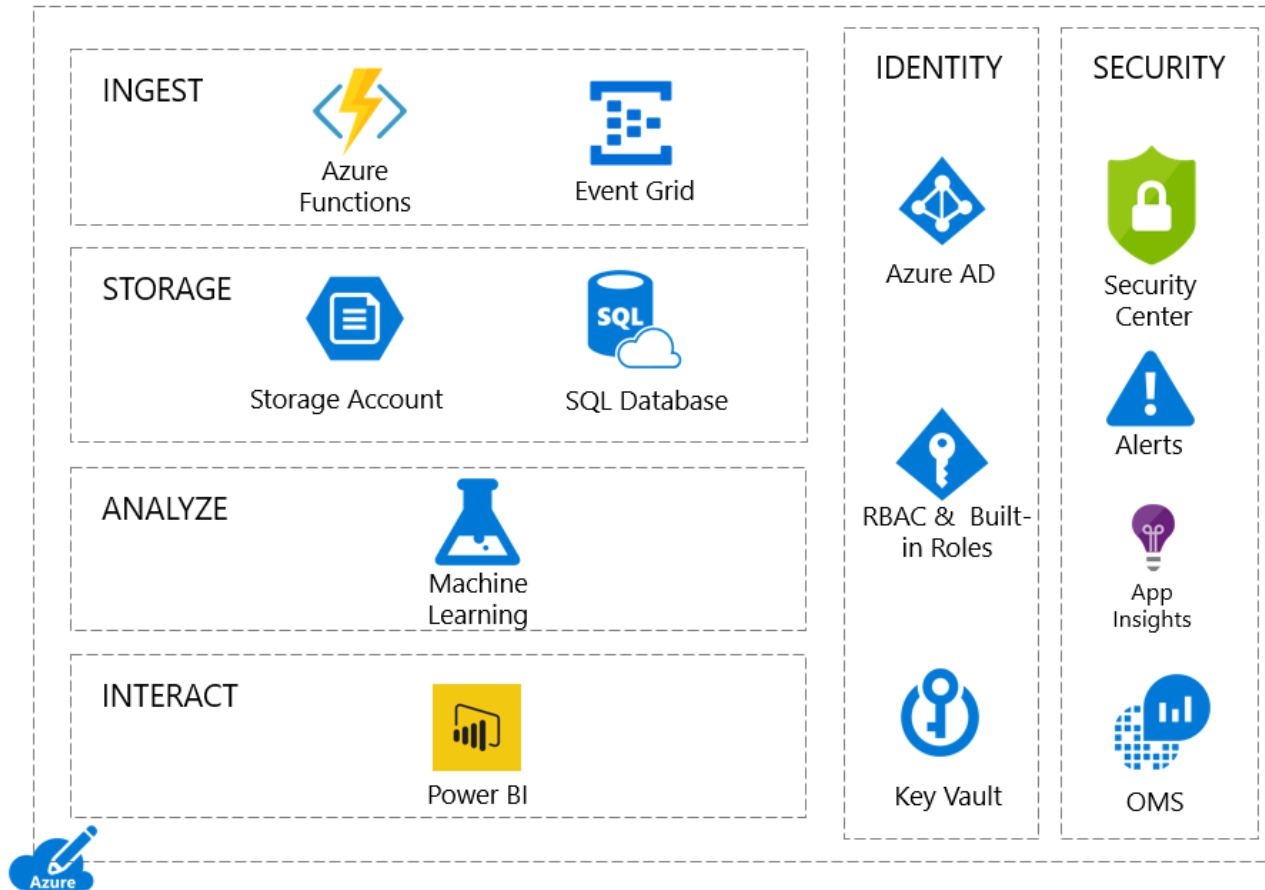 INGEST
Azure
Functions
Event Grid
STORAGE
Storage Account
SQL
SQL Database
ANALYZE
Machine
Learning
INTERACT
Power BI
IDENTITY
Azure AD
RBAC & Built-
in Roles
Key Vault
SECURITY
Security
Center
Alerts
App
Insights
OMS
Azure